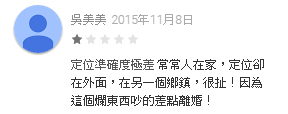 吳美美 2015年11月8日
定位準確度極差 常常人在家，定位卻
在外面，在另一個鄉鎮，很扯！因為
這個爛東西吵的差點離婚！